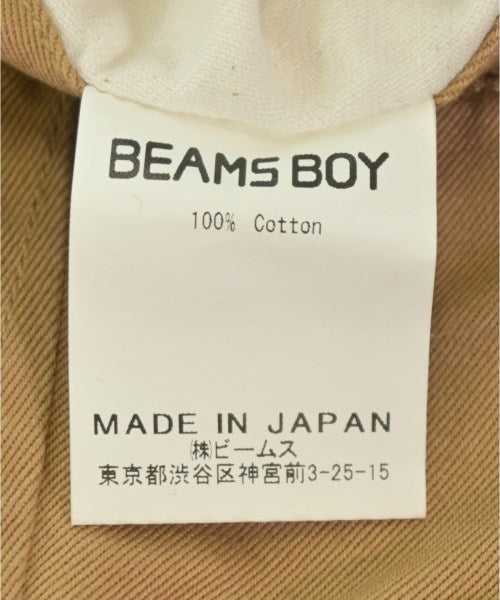 BEAMS BOY
100% Cotton
MADE IN JAPAN
㈱ビームス
東京都渋谷区神宮前3-25-15